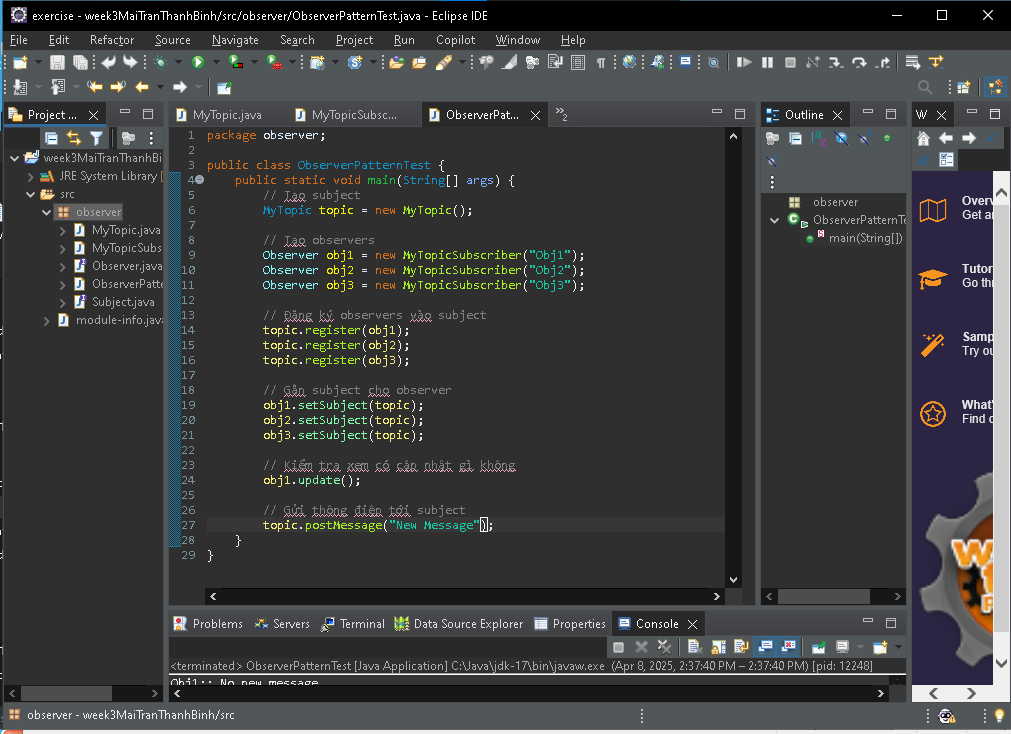 exercise - week3MaiTranThanhBinh/src/observer/ObserverPatternTest.java - Eclipse IDE
File Edit Refactor Source Navigate Search Project Run Copilot Window Help
Project ...
MyTopic.java
MyTopicSubsc...
ObserverPat...
2
Outline
W
week3MaiTranThanhBi
JRE System Library [
src
observer
MyTopic.java
MyTopicSubs
Observer.java
ObserverPatte
Subject.java
module-info.java
1 package observer;
2
3 public class ObserverPatternTest {
4 public static void main(String[] args) {
5 // Tạo subject
6 MyTopic topic = new MyTopic();
7
8 // Tạo observers
9 Observer obj1 = new MyTopicSubscriber("Obj1");
10 Observer obj2 = new MyTopicSubscriber("Obj2");
11 Observer obj3 = new MyTopicSubscriber("Obj3");
12
13 // Đăng ký observers vào subject
14 topic.register(obj1);
15 topic.register(obj2);
16 topic.register(obj3);
17
18 // Gắn subject cho observer
19 obj1.setSubject(topic);
20 obj2.setSubject(topic);
21 obj3.setSubject(topic);
22
23 // Kiểm tra xem có cập nhật gì không
24 obj1.update();
25
26 // Gửi thông điệp tới subject
27 topic.postMessage("New Message");
28 }
29 }
observer
ObserverPatternTe
main(String[])
Overv
Get an
Tutor
Go thr
Samp
Try ou
What'
Find o
Problems Servers Terminal Data Source Explorer Properties Console
<terminated> ObserverPatternTest [Java Application] C:\Java\jdk-17\bin\javaw.exe (Apr 8, 2025, 2:37:40 PM – 2:37:40 PM) [pid: 12248]
Obj1:: No new message
observer - week3MaiTranThanhBinh/src